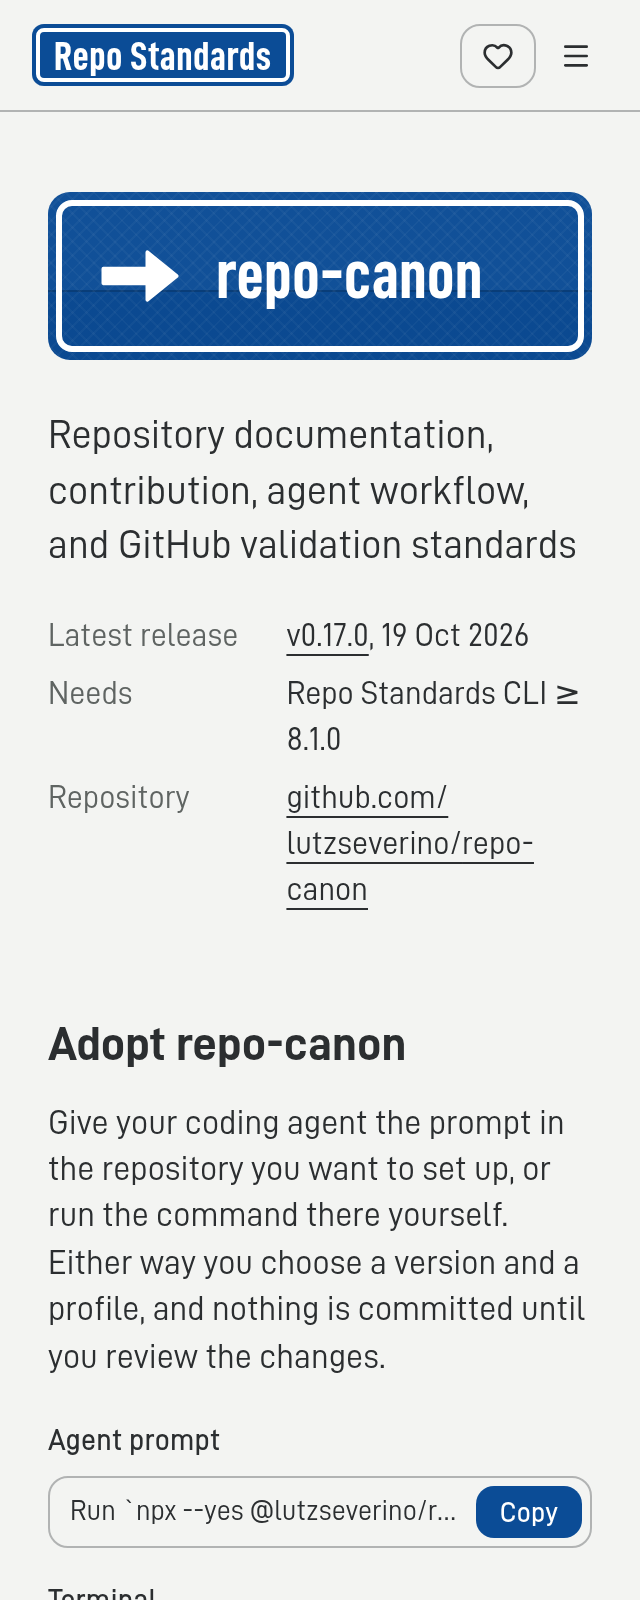 Repo Standards
repo-canon
Repository documentation,
contribution, agent workflow,
and GitHub validation standards
Latest release v0.17.0, 19 Oct 2026
Needs Repo Standards CLI ≥
8.1.0
Repository github.com/
lutzseverino/repo-
canon
Adopt repo-canon
Give your coding agent the prompt in
the repository you want to set up, or
run the command there yourself.
Either way you choose a version and a
profile, and nothing is committed until
you review the changes.
Agent prompt
Run `npx --yes @lutzseverino/r... Copy
Terminal